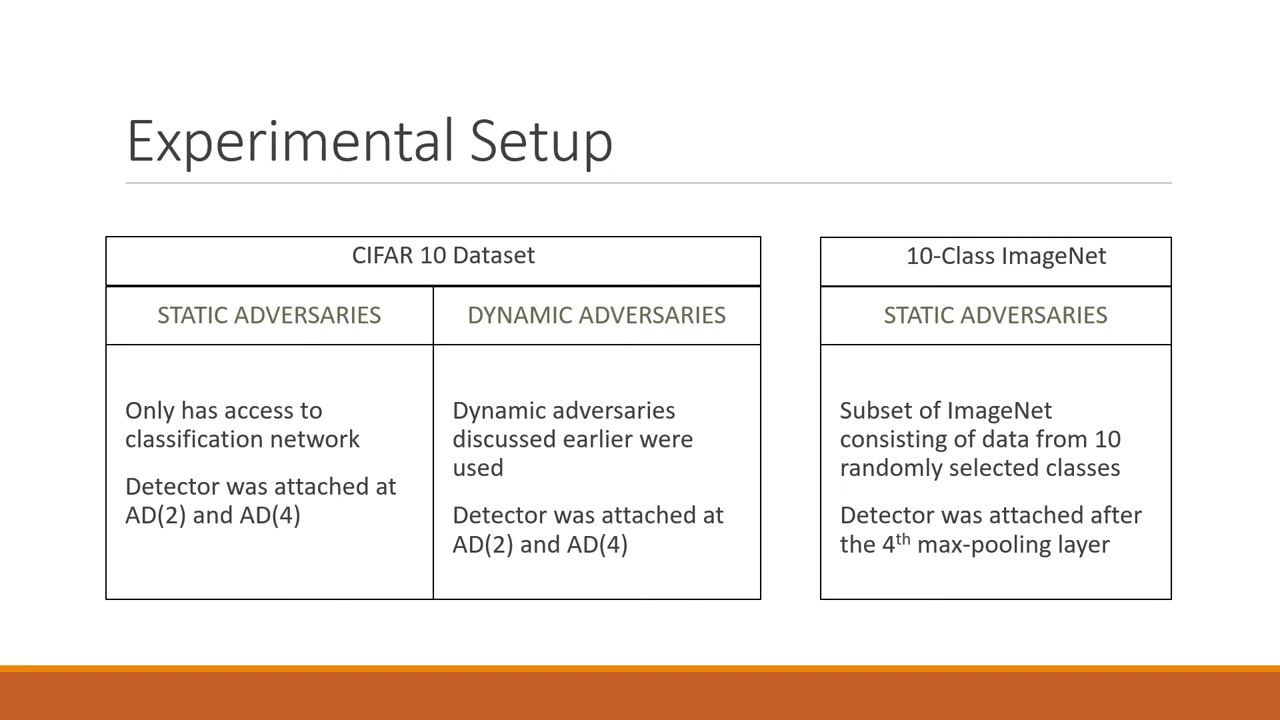 Experimental Setup
CIFAR 10 Dataset
STATIC ADVERSARIES
Only has access to
classification network
Detector was attached at
AD(2) and AD(4)
DYNAMIC ADVERSARIES
Dynamic adversaries
discussed earlier were
used
Detector was attached at
AD(2) and AD(4)
10-Class ImageNet
STATIC ADVERSARIES
Subset of ImageNet
consisting of data from 10
randomly selected classes
Detector was attached after
the 4th max-pooling layer